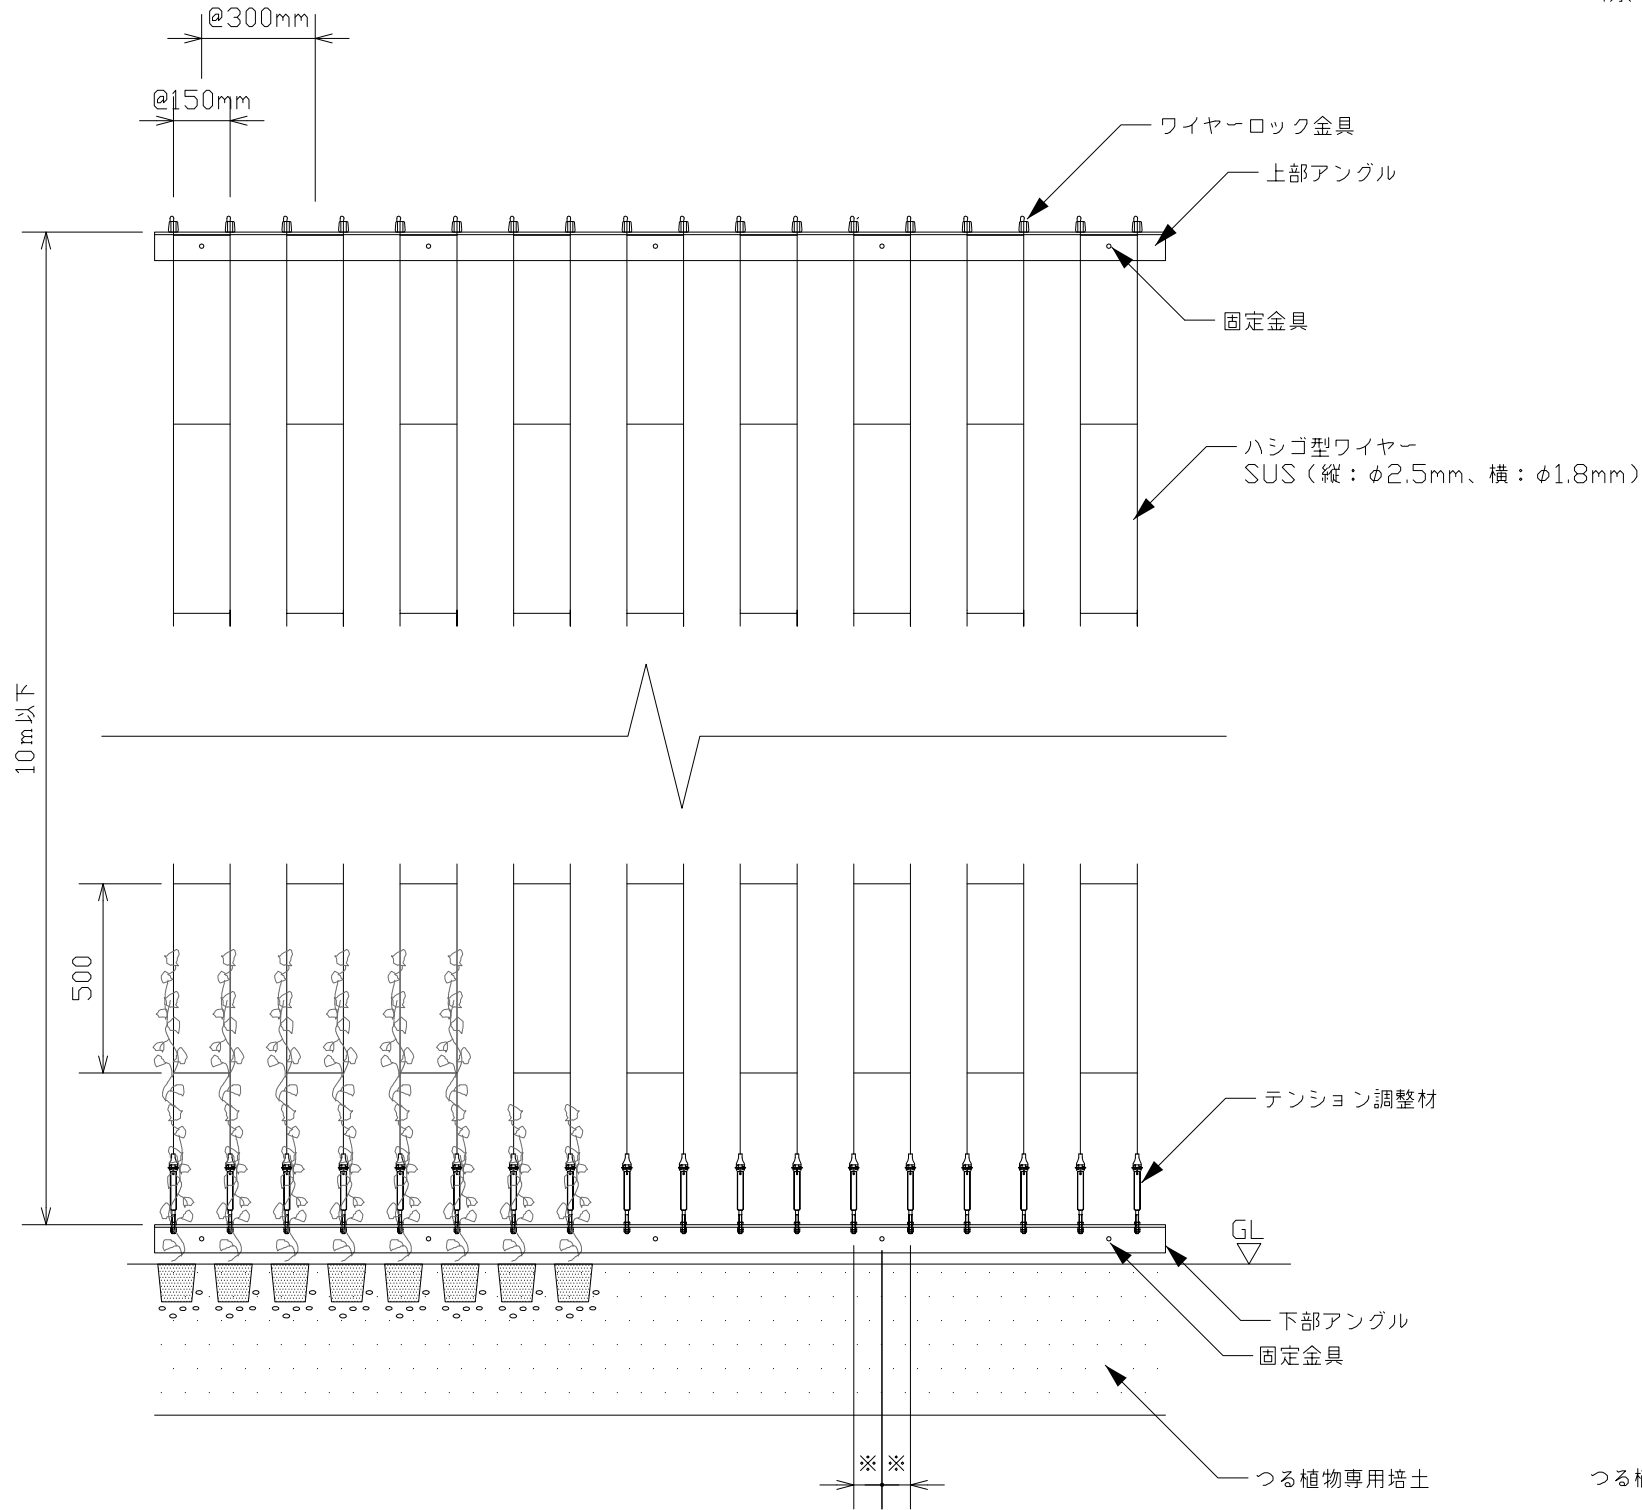 @300mm
@150mm
ワイヤーロック金具
上部アングル
固定金具
ハシゴ型ワイヤー
SUS（縦：φ2.5mm、横：φ1.8mm）
10m以下
500
テンション調整材
GL
下部アングル
固定金具
※ ※
つる植物専用培土
つる